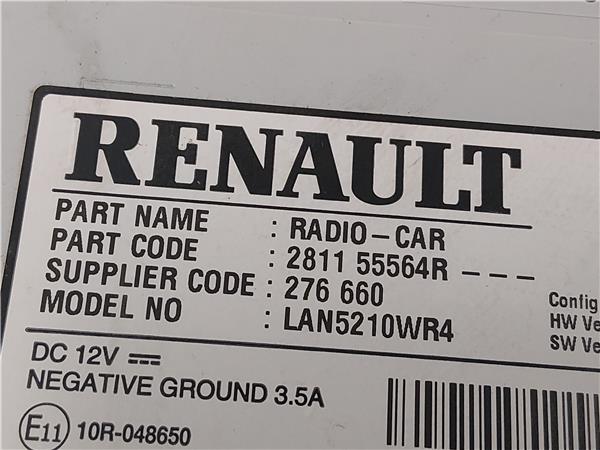 RENAULT
PART NAME : RADIO-CAR
PART CODE : 2811 55564R - - -
SUPPLIER CODE : 276 660
MODEL NO : LAN5210WR4
Config
HW Ve
SW Ve
DC 12V
NEGATIVE GROUND 3.5A
E11 10R-048650